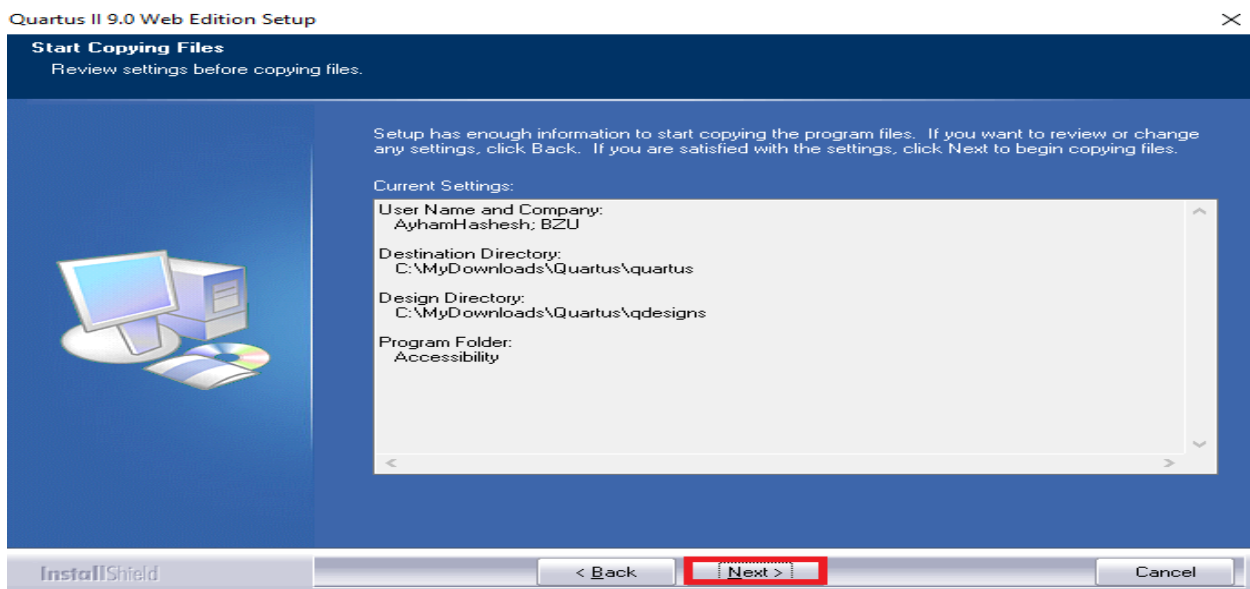 Quartus II 9.0 Web Edition Setup
Start Copying Files
Review settings before copying files.
Setup has enough information to start copying the program files. If you want to review or change
any settings, click Back. If you are satisfied with the settings, click Next to begin copying files.
Current Settings:
User Name and Company:
AyhamHashesh; BZU
Destination Directory:
C:\MyDownloads\Quartus\quartus
Design Directory:
C:\MyDownloads\Quartus\qdesigns
Program Folder:
Accessibility
InstallShield
< Back
Next >
Cancel